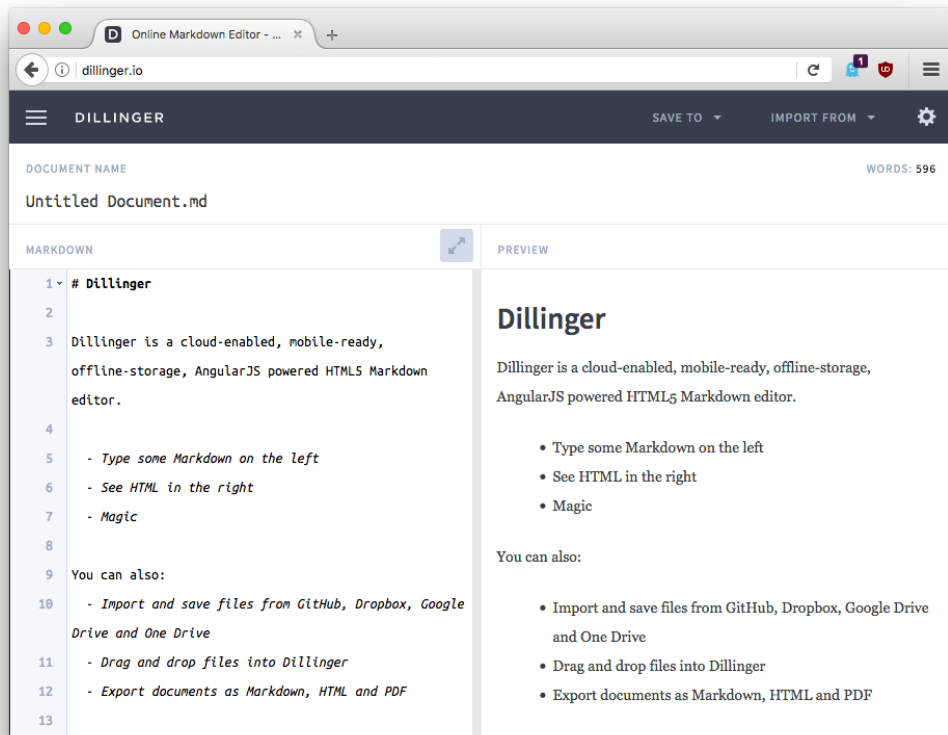 Online Markdown Editor - ...
dillinger.io
1
DILLINGER
SAVE TO
IMPORT FROM
DOCUMENT NAME
WORDS: 596
Untitled Document.md
MARKDOWN
PREVIEW
1 # Dillinger
2
3 Dillinger is a cloud-enabled, mobile-ready,
offline-storage, AngularJS powered HTML5 Markdown
editor.
4
5 - Type some Markdown on the left
6 - See HTML in the right
7 - Magic
8
9 You can also:
10 - Import and save files from GitHub, Dropbox, Google
Drive and One Drive
11 - Drag and drop files into Dillinger
12 - Export documents as Markdown, HTML and PDF
13
Dillinger
Dillinger is a cloud-enabled, mobile-ready, offline-storage,
AngularJS powered HTML5 Markdown editor.
• Type some Markdown on the left
• See HTML in the right
• Magic
You can also:
• Import and save files from GitHub, Dropbox, Google Drive
and One Drive
• Drag and drop files into Dillinger
• Export documents as Markdown, HTML and PDF